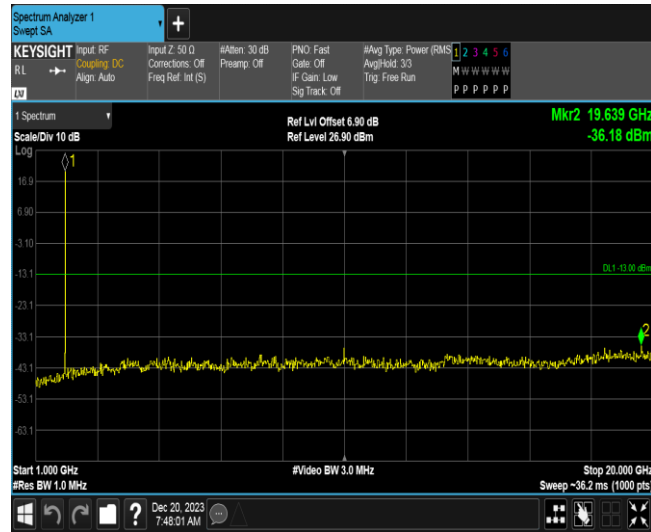 Spectrum Analyzer 1
Swept SA
+
KEYSIGHT
RL
LXI
Input: RF
Coupling: DC
Align: Auto
Input Z: 50 Ω
Corrections: Off
Freq Ref: Int (S)
#Atten: 30 dB
Preamp: Off
PNO: Fast
Gate: Off
IF Gain: Low
Sig Track: Off
#Avg Type: Power (RMS
Avg|Hold: 3/3
Trig: Free Run
1 2 3 4 5 6
M W W W W W
P P P P P P
1 Spectrum
Scale/Div 10 dB
Log
Ref Lvl Offset 6.90 dB
Ref Level 26.90 dBm
Mkr2 19.639 GHz
-36.18 dBm
1
16.9
6.90
-3.10
-13.1
DL1 -13.00 dBm
-23.1
-33.1
2
-43.1
-53.1
-63.1
Start 1.000 GHz
#Res BW 1.0 MHz
#Video BW 3.0 MHz
Stop 20.000 GHz
Sweep ~36.2 ms (1000 pts
?
Dec 20, 2023
7:48:01 AM